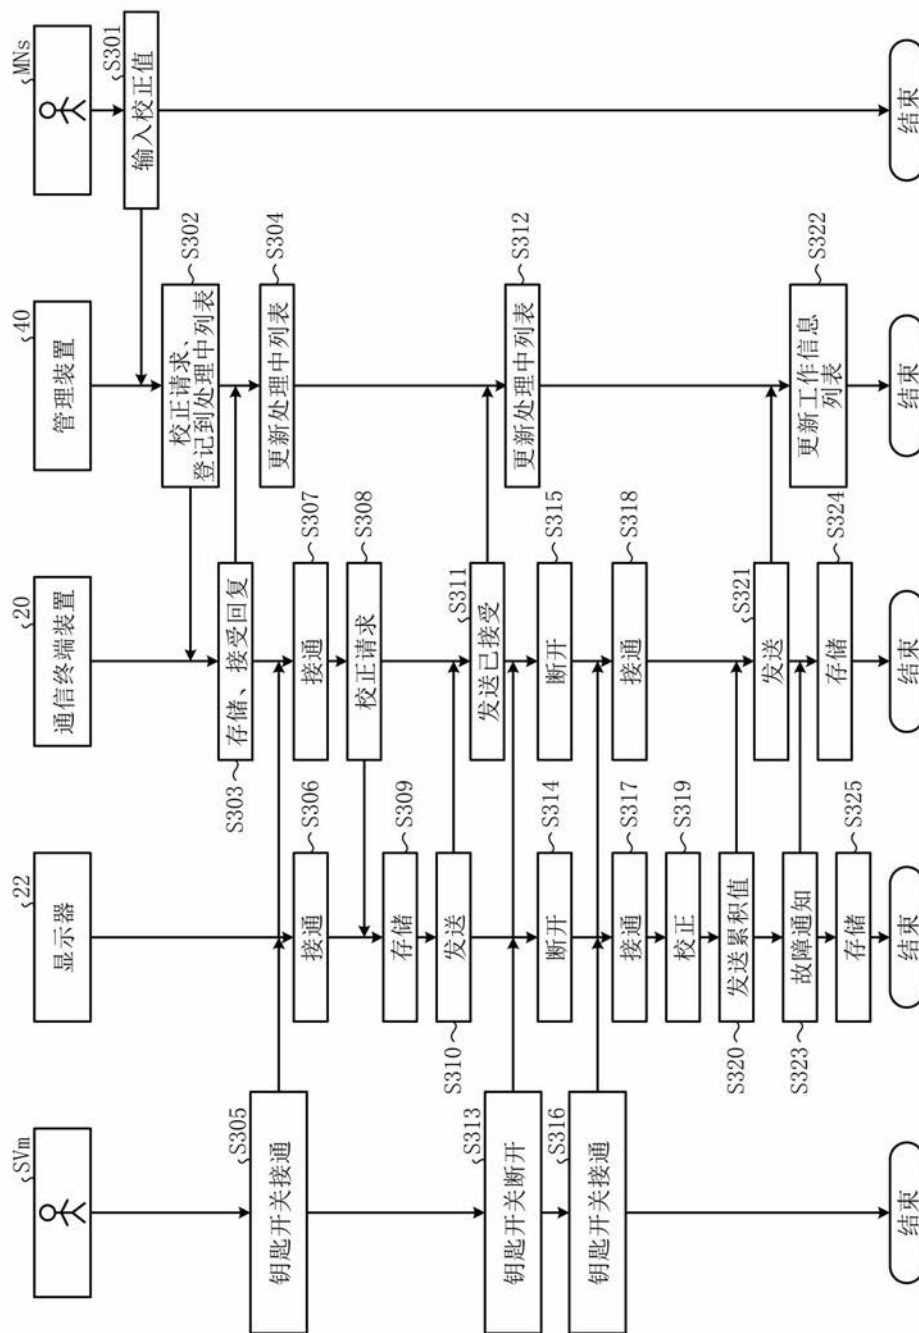 SVm
22
显示器
20
通信终端装置
40
管理装置
MNs
S301
输入校正值
S302
校正请求、
登记到处理中列表
S303
存储、接受回复
S304
更新处理中列表
S305
钥匙开关接通
S306
接通
S307
接通
S308
校正请求
S309
存储
S310
发送
S311
发送已接受
S312
更新处理中列表
S313
钥匙开关断开
S314
断开
S315
断开
S316
钥匙开关接通
S317
接通
S318
接通
S319
校正
S320
发送累积值
S321
发送
S322
更新工作信息
列表
S323
故障通知
S324
存储
S325
存储
结束
结束
结束
结束
结束